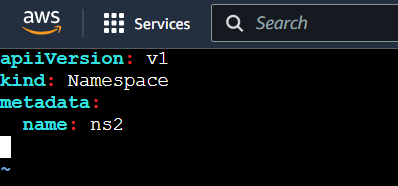 aws
Services
Search
apiiVersion: v1
kind: Namespace
metadata:
  name: ns2
~